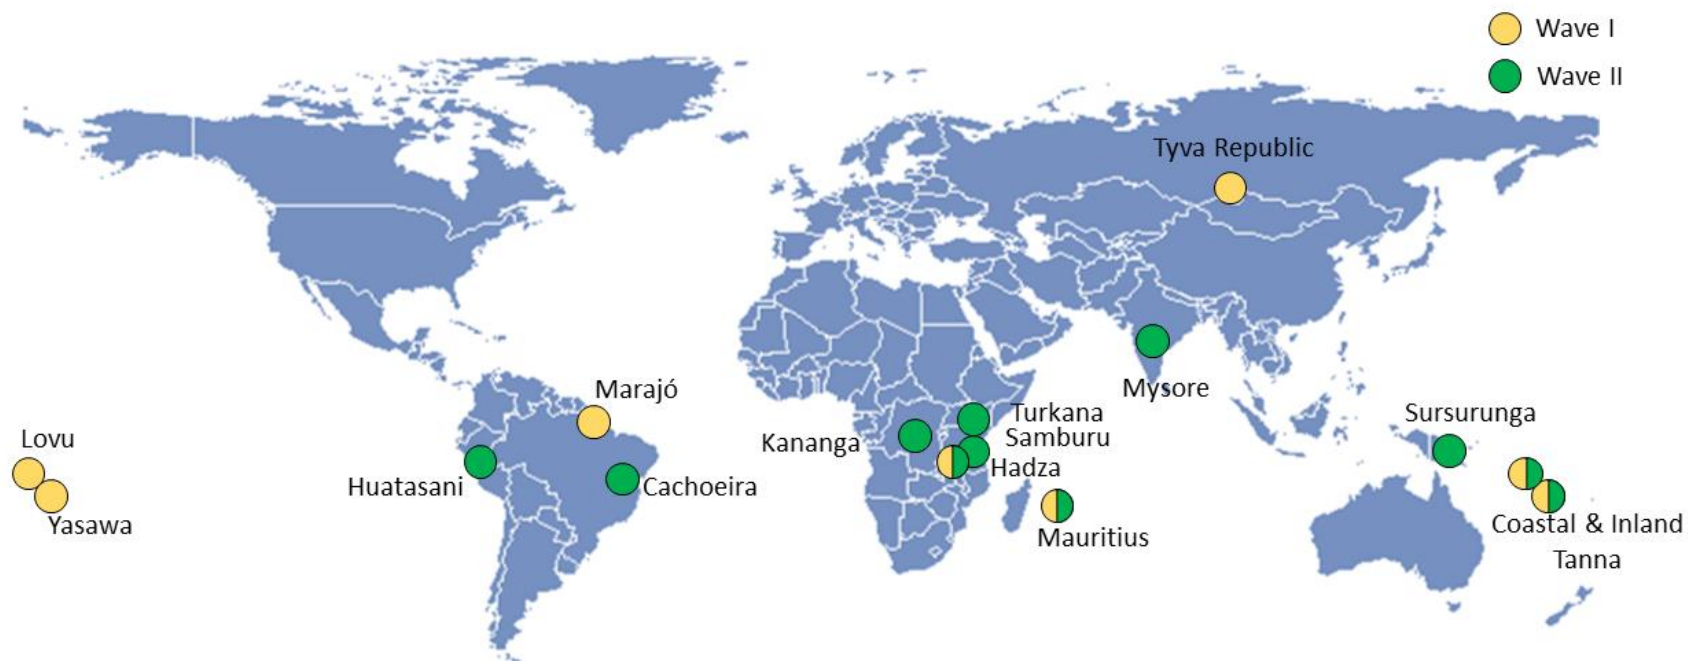 Wave I
Wave II
Tyva Republic
Mysore
Marajó
Turkana
Sursurunga
Lovu
Kananga
Samburu
Hadza
Huatasani
Cachoeira
Yasawa
Mauritius
Coastal & Inland
Tanna